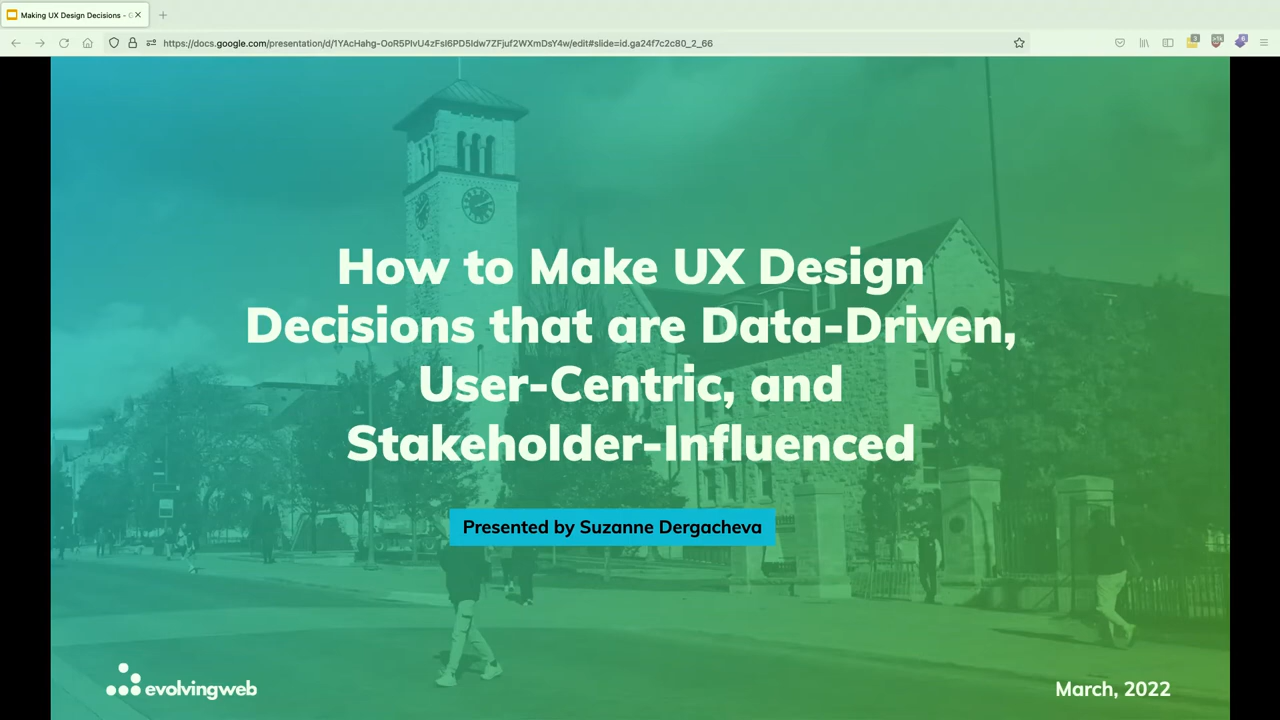 Making UX Design Decisions -
https://docs.google.com/presentation/d/1YAcHahg-OoR5PIvU4zFsI6PD5Idw7ZFjuf2WXmDsY4w/edit#slide=id.ga24f7c2c80_2_66
How to Make UX Design
Decisions that are Data-Driven,
User-Centric, and
Stakeholder-Influenced
Presented by Suzanne Dergacheva
evolvingweb
March, 2022